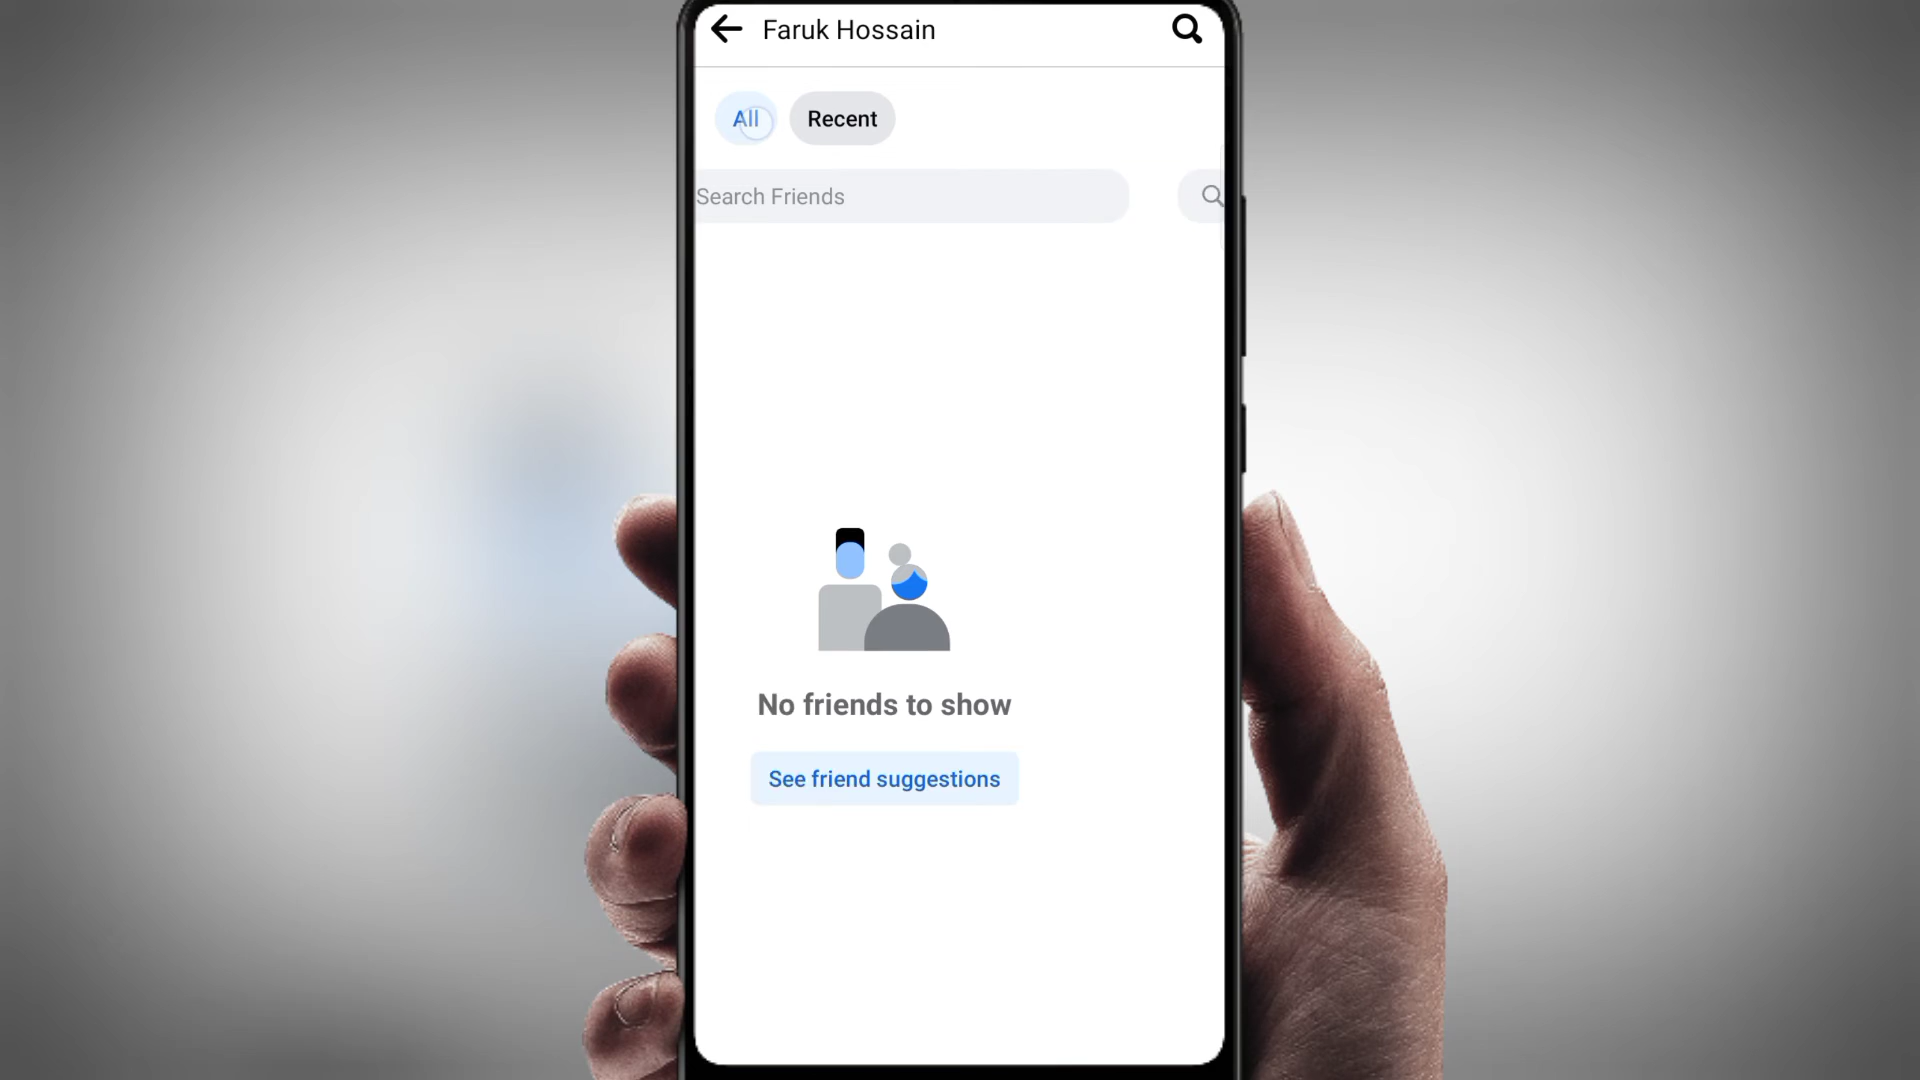 Faruk Hossain
All
Recent
Search Friends
No friends to show
See friend suggestions